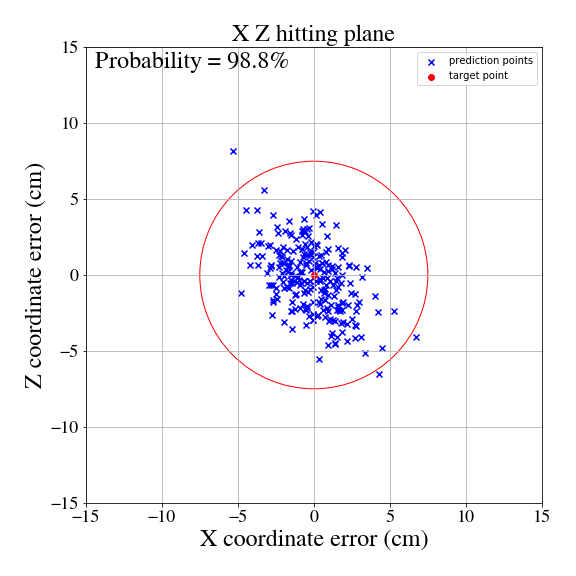 X Z hitting plane
Probability = 98.8%
prediction points
target point
15
10
5
0
−5
−10
−15
Z coordinate error (cm)
−15 −10 −5 0 5 10 15
X coordinate error (cm)